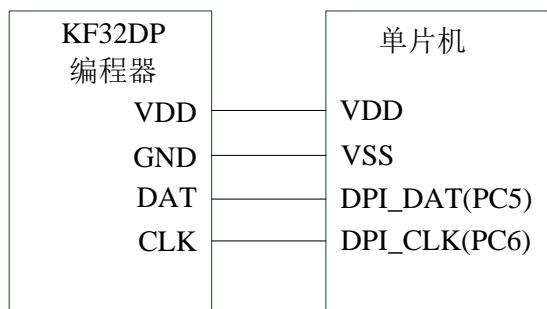 KF32DP
编程器
VDD
GND
DAT
CLK
单片机
VDD
VSS
DPI_DAT(PC5)
DPI_CLK(PC6)